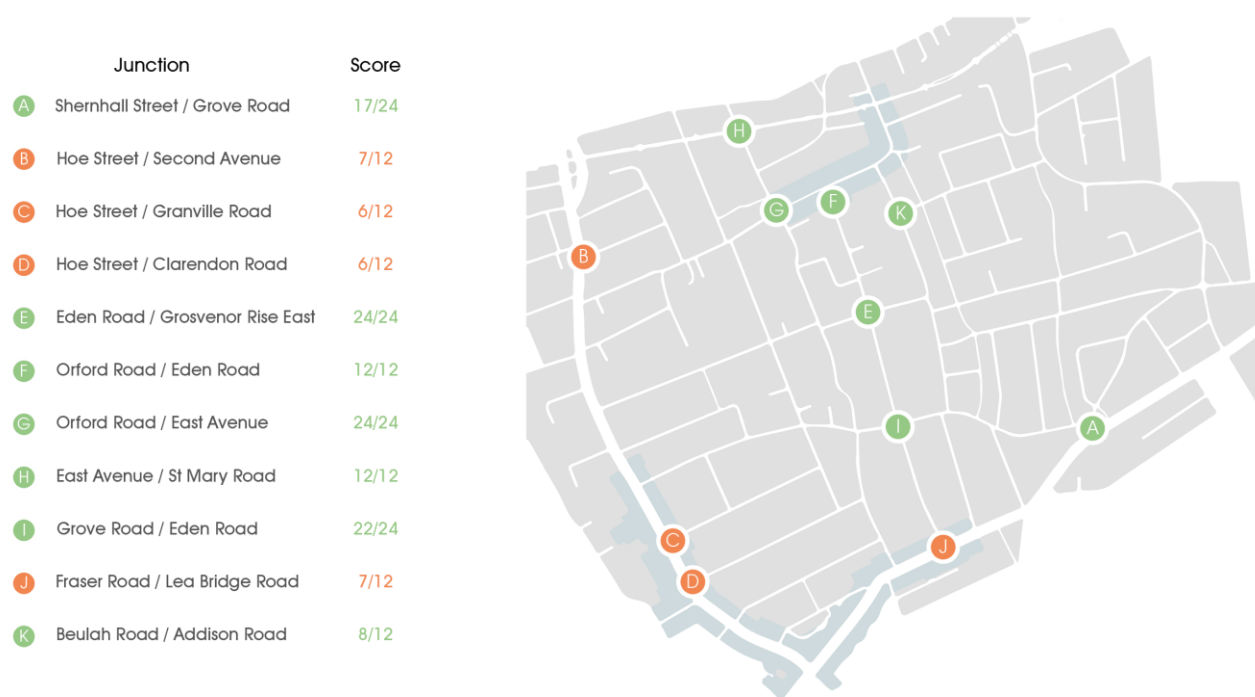 Junction Score
A Shernhall Street / Grove Road 17/24
B Hoe Street / Second Avenue 7/12
C Hoe Street / Granville Road 6/12
D Hoe Street / Clarendon Road 6/12
E Eden Road / Grosvenor Rise East 24/24
F Orford Road / Eden Road 12/12
G Orford Road / East Avenue 24/24
H East Avenue / St Mary Road 12/12
I Grove Road / Eden Road 22/24
J Fraser Road / Lea Bridge Road 7/12
K Beulah Road / Addison Road 8/12
H
G
F
K
B
E
I
A
C
J
D